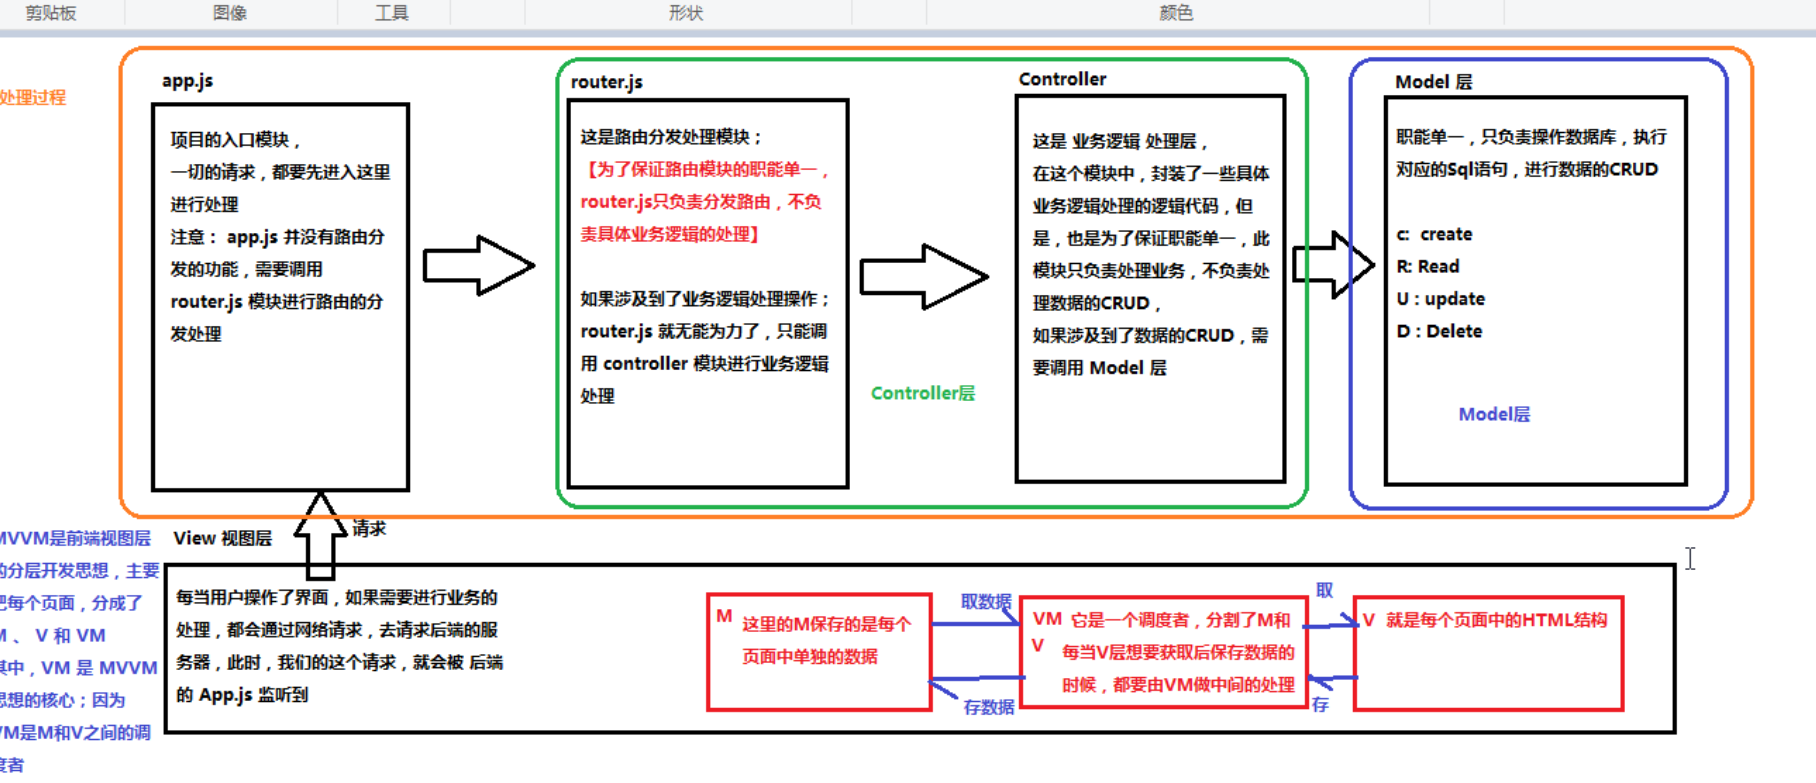 剪贴板
图像
工具
形状
颜色
处理过程
app.js
项目的入口模块，
一切的请求，都要先进入这里
进行处理
注意： app.js 并没有路由分
发的功能，需要调用
router.js 模块进行路由的分
发处理
router.js
这是路由分发处理模块；
【为了保证路由模块的职能单一，
router.js只负责分发路由，不负
责具体业务逻辑的处理】
如果涉及到了业务逻辑处理操作；
router.js 就无能为力了，只能调
用 controller 模块进行业务逻辑
处理
Controller层
Controller
这是 业务逻辑 处理层，
在这个模块中，封装了一些具体
业务逻辑处理的逻辑代码，但
是，也是为了保证职能单一，此
模块只负责处理业务，不负责处
理数据的CRUD，
如果涉及到了数据的CRUD，需
要调用 Model 层
Model 层
职能单一，只负责操作数据库，执行
对应的Sql语句，进行数据的CRUD
c: create
R: Read
U : update
D : Delete
Model层
请求
MVVM是前端视图层
的分层开发思想，主要
把每个页面，分成了
M 、 V 和 VM
其中，VM 是 MVVM
思想的核心；因为
VM是M和V之间的调
度者
View 视图层
每当用户操作了界面，如果需要进行业务的
处理，都会通过网络请求，去请求后端的服
务器，此时，我们的这个请求，就会被 后端
的 App.js 监听到
M 这里的M保存的是每个
页面中单独的数据
取数据
存数据
VM 它是一个调度者，分割了M和
V
每当V层想要获取后保存数据的
时候，都要由VM做中间的处理
取
存
V 就是每个页面中的HTML结构